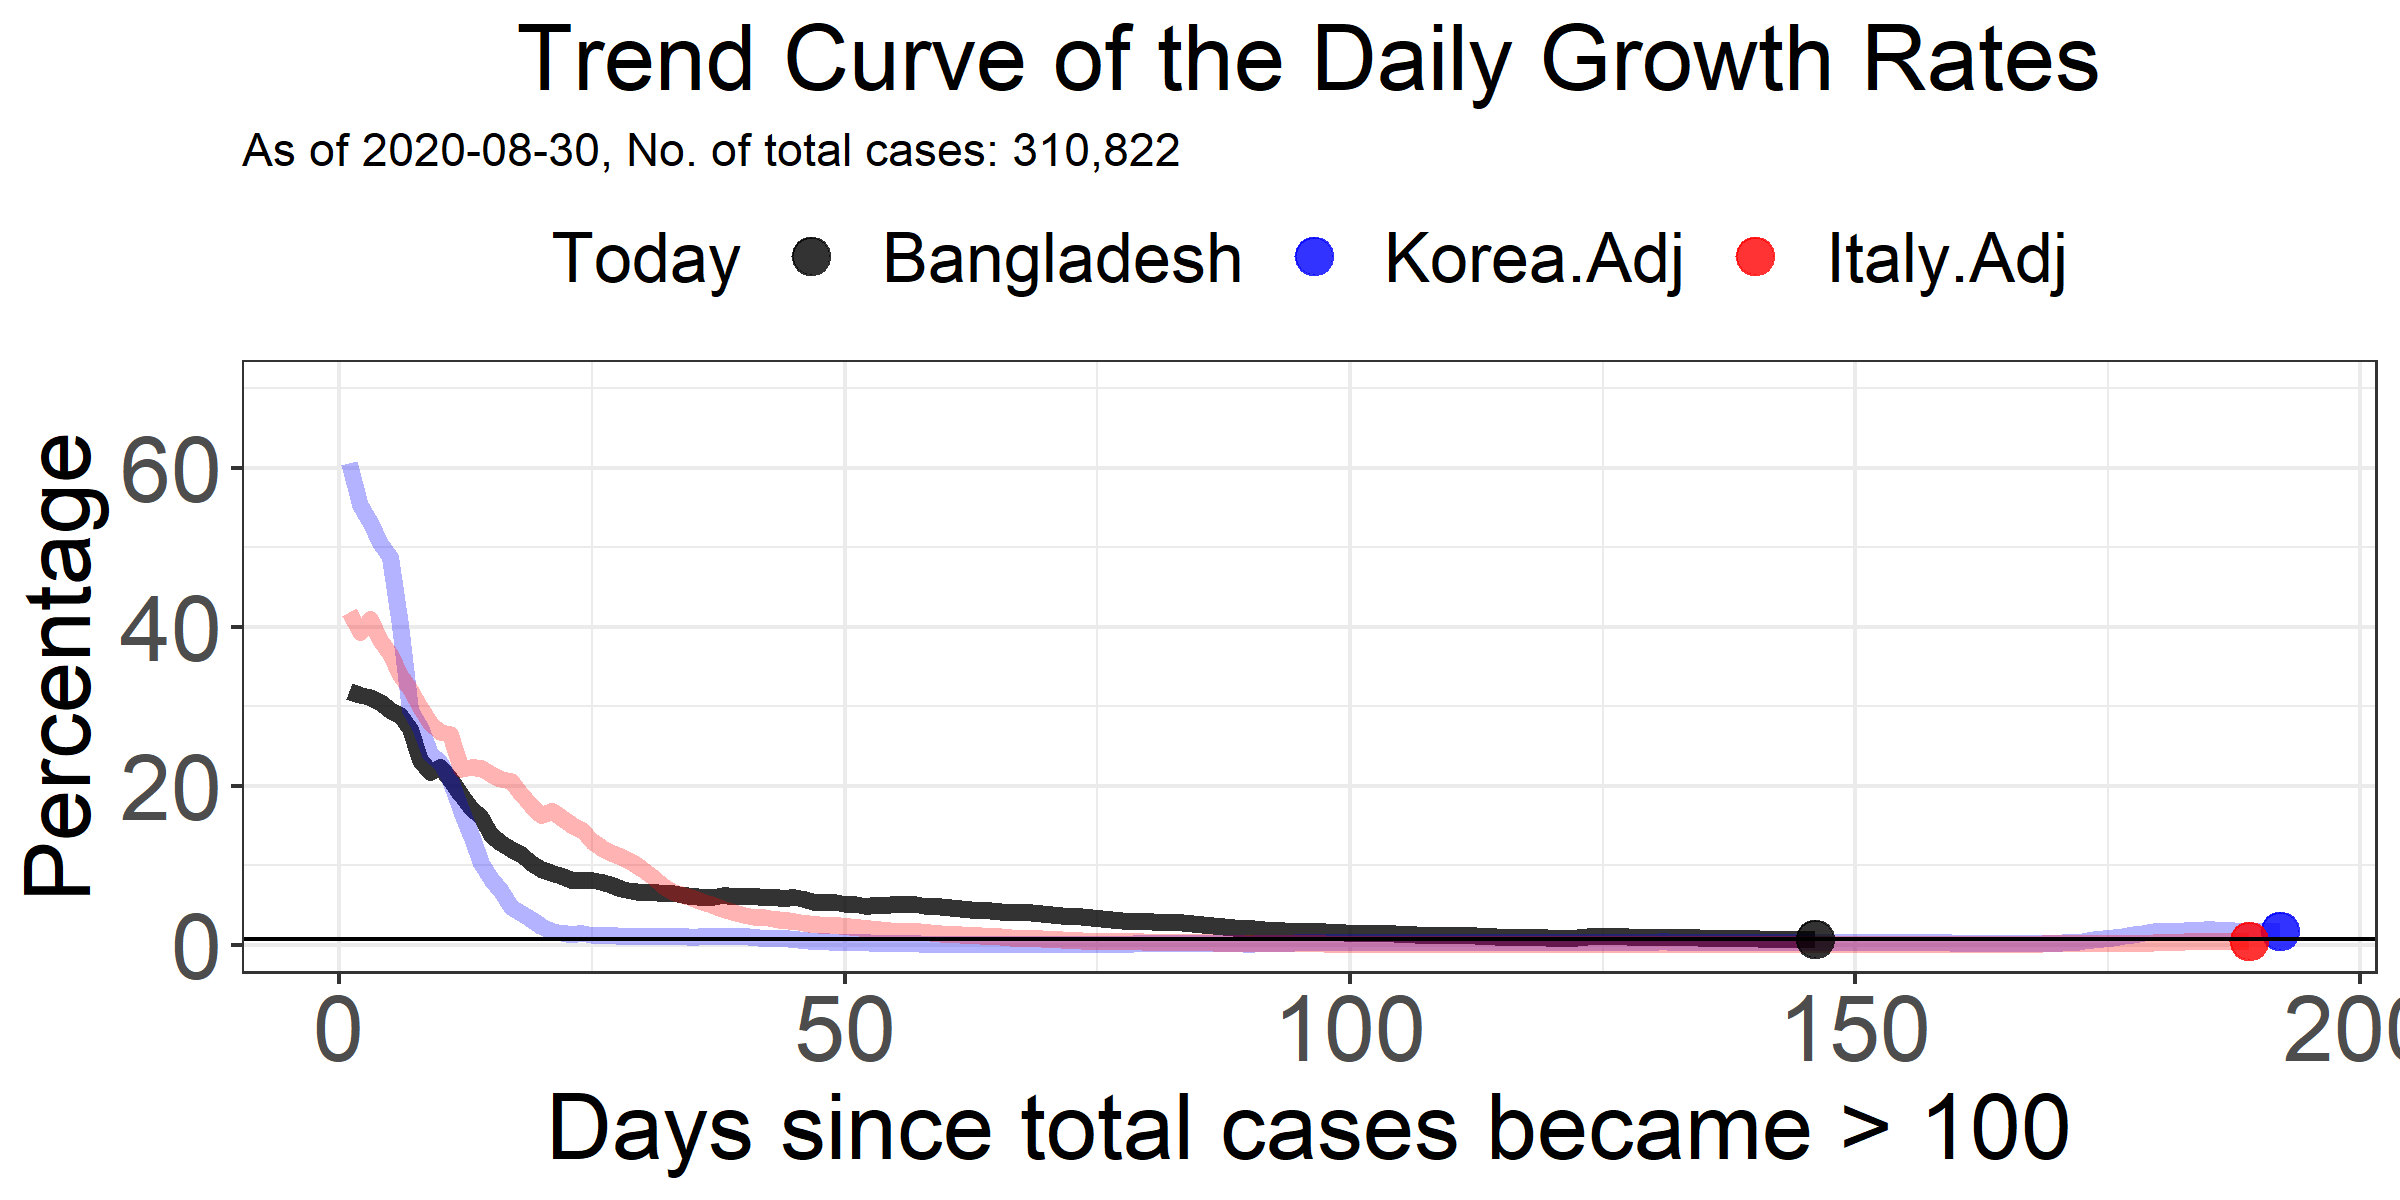 Trend Curve of the Daily Growth Rates
As of 2020-08-30, No. of total cases: 310,822
Today Bangladesh Korea.Adj Italy.Adj
Percentage
60
40
20
0
0 50 100 150 200
Days since total cases became > 100